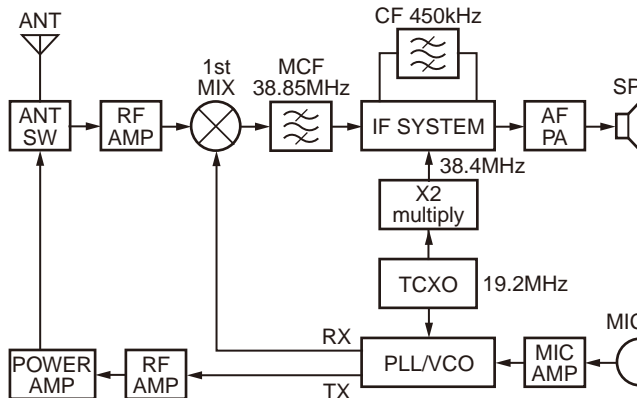 ANT
CF 450kHz
1st
MIX
MCF
38.85MHz
SP
ANT
SW
RF
AMP
IF SYSTEM
AF
PA
38.4MHz
X2
multiply
TCXO
19.2MHz
RX
MIC
POWER
AMP
RF
AMP
TX
PLL/VCO
MIC
AMP